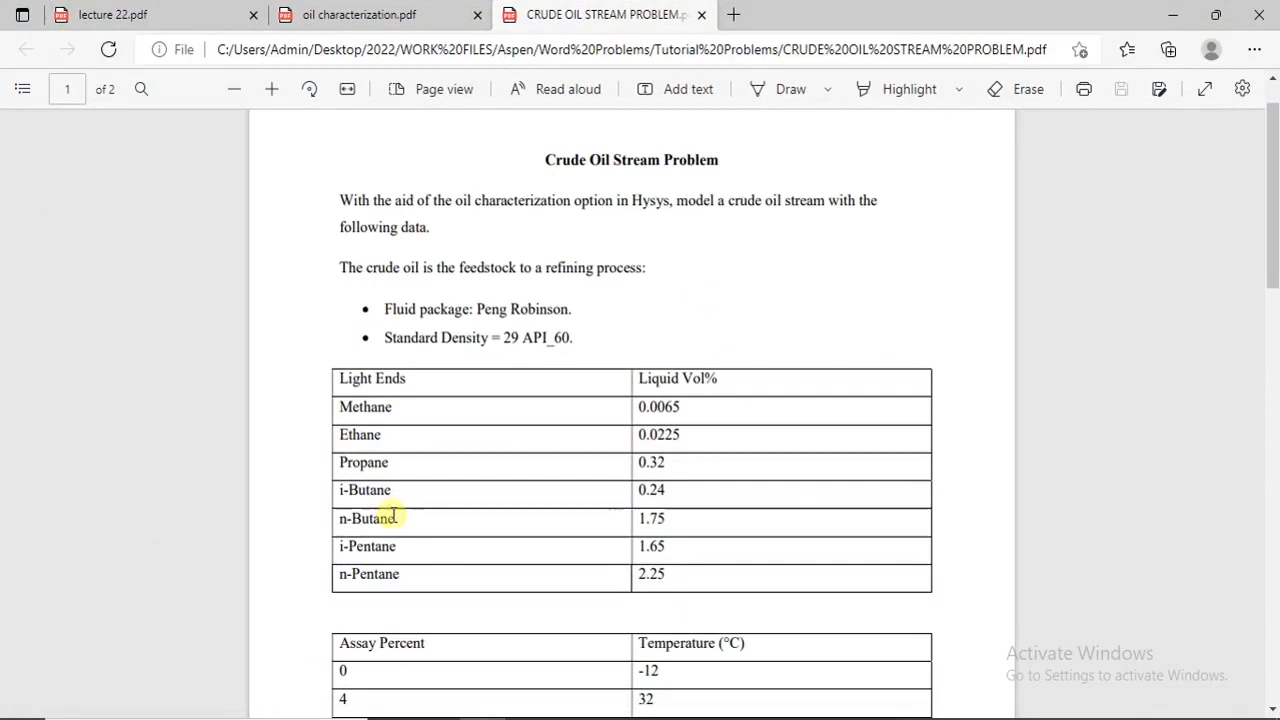 lecture 22.pdf
oil characterization.pdf
CRUDE OIL STREAM PROBLEM.p
File
C:/Users/Admin/Desktop/2022/WORK%20FILES/Aspen/Word%20Problems/Tutorial%20Problems/CRUDE%20OIL%20STREAM%20PROBLEM.pdf
1 of 2
Page view
Read aloud
Add text
Draw
Highlight
Erase
Crude Oil Stream Problem
With the aid of the oil characterization option in Hysys, model a crude oil stream with the
following data.
The crude oil is the feedstock to a refining process:
• Fluid package: Peng Robinson.
• Standard Density = 29 API_60.
Light Ends Liquid Vol%
Methane 0.0065
Ethane 0.0225
Propane 0.32
i-Butane 0.24
n-Butane 1.75
i-Pentane 1.65
n-Pentane 2.25
Assay Percent Temperature (°C)
0 -12
4 32
Activate Windows
Go to Settings to activate Windows.